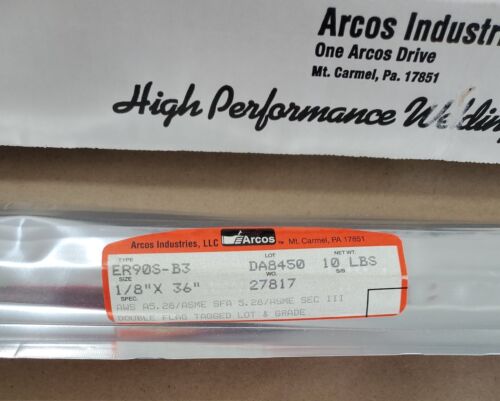 Arcos Industri
One Arcos Drive
Mt. Carmel, Pa. 17851
High Performance Welding
Arcos Industries, LLC Arcos Mt. Carmel, PA 17851
TYPE LOT NET WT.
ER90S-B3 DA8450 10 LBS
SIZE WO. S/S
1/8"X 36" 27817
SPEC.
AWS A5.28/ASME SFA 5.28/ASME SEC III
DOUBLE FLAG TAGGED LOT & GRADE